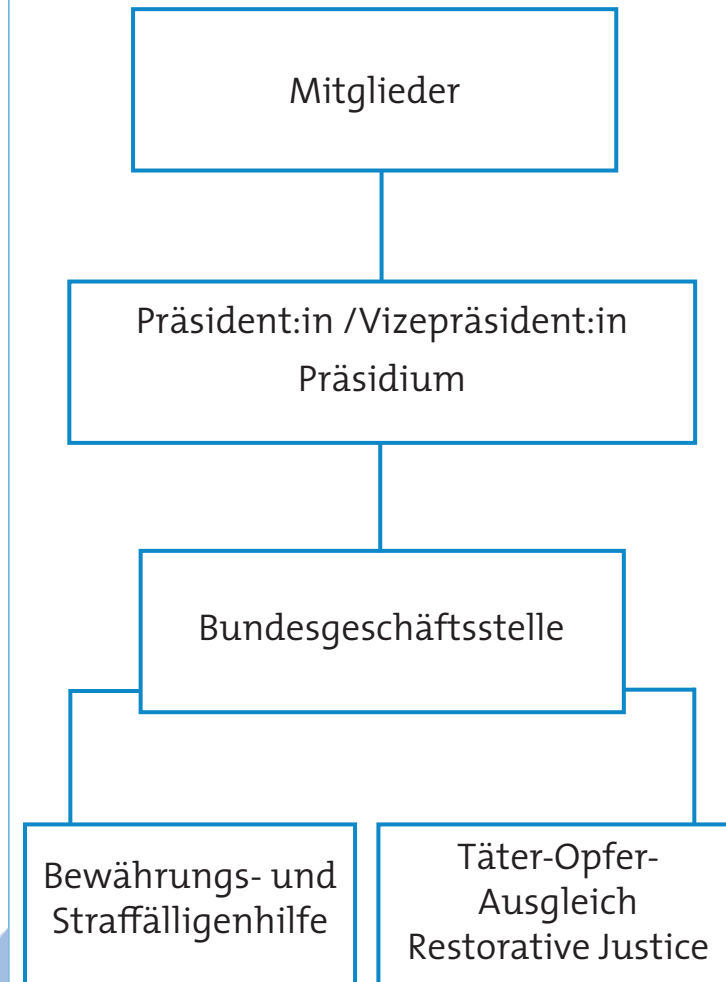 Mitglieder
Präsident:in /Vizepräsident:in
Präsidium
Bundesgeschäftsstelle
Bewährungs- und
Straffälligenhilfe
Täter-Opfer-
Ausgleich
Restorative Justice